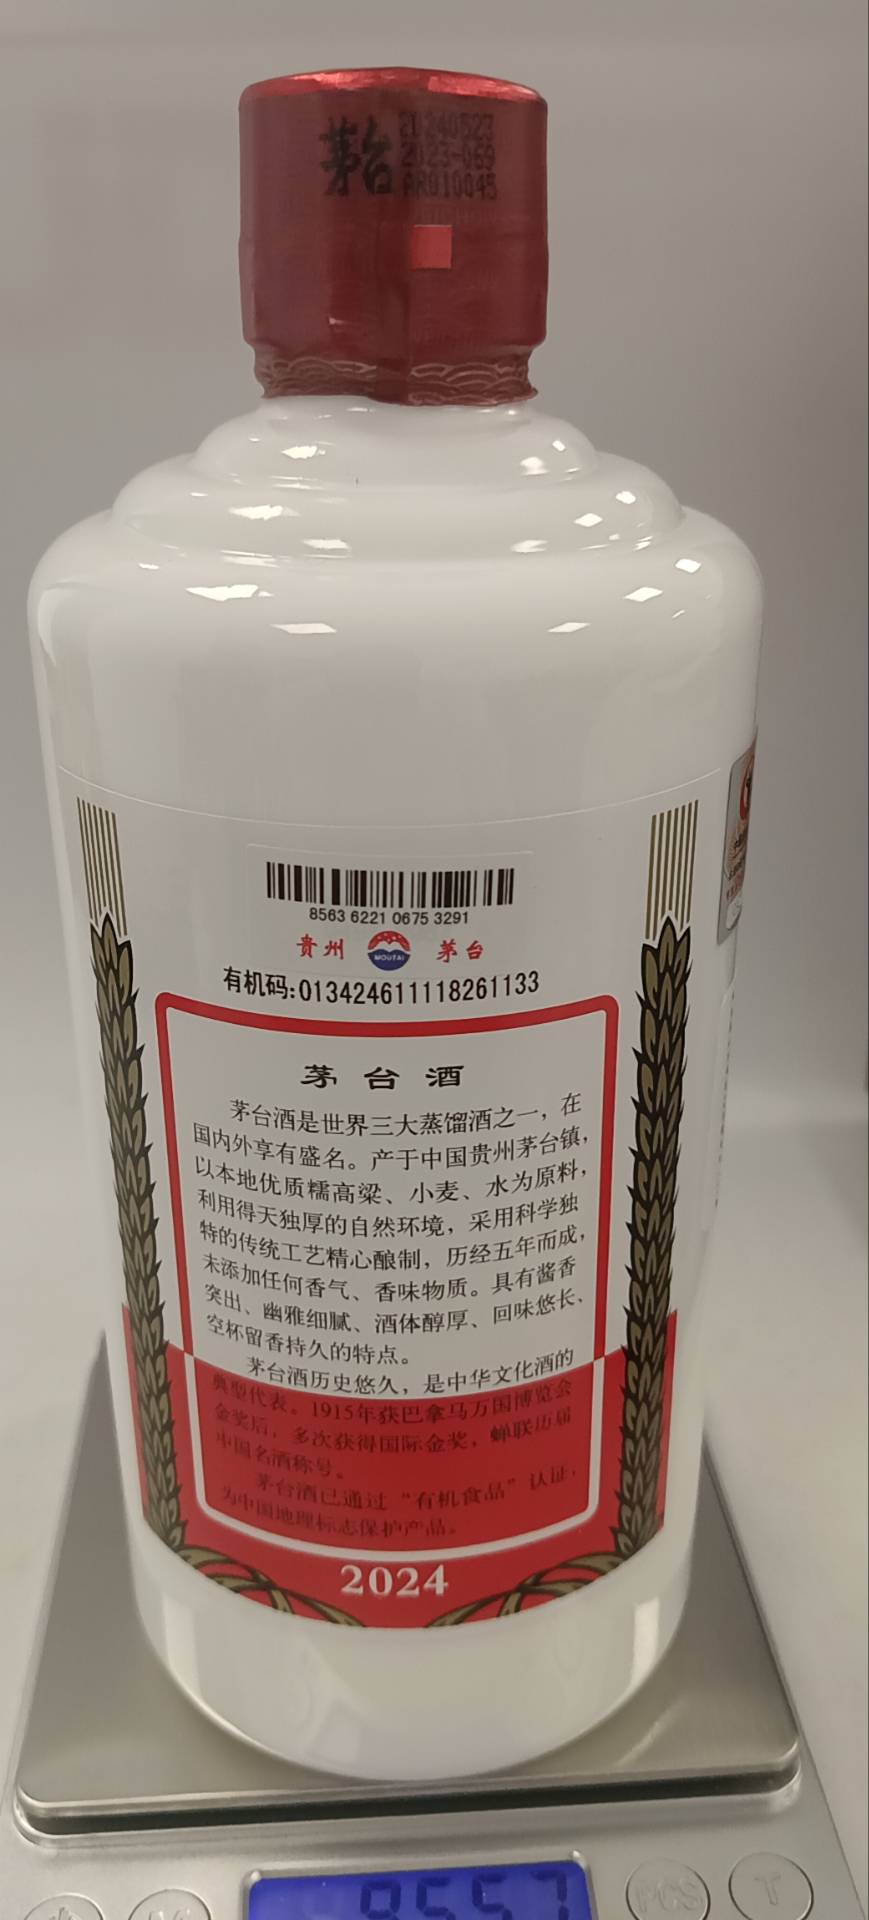 茅台
20240523
2023-069
AR010045
8563 6221 0675 3291
贵州 MOUTAI 茅台
有机码:013424611118261133
茅台酒
茅台酒是世界三大蒸馏酒之一，在
国内外享有盛名。产于中国贵州茅台镇，
以本地优质糯高粱、小麦、水为原料，
利用得天独厚的自然环境，采用科学独
特的传统工艺精心酿制，历经五年而成，
未添加任何香气、香味物质。具有酱香
突出、幽雅细腻、酒体醇厚、回味悠长、
空杯留香持久的特点。
茅台酒历史悠久，是中华文化酒的
典型代表。1915年获巴拿马万国博览会
金奖后，多次获得国际金奖，蝉联历届
中国名酒称号。
茅台酒已通过“有机食品”认证，
为中国地理标志保护产品。
2024
PCS T